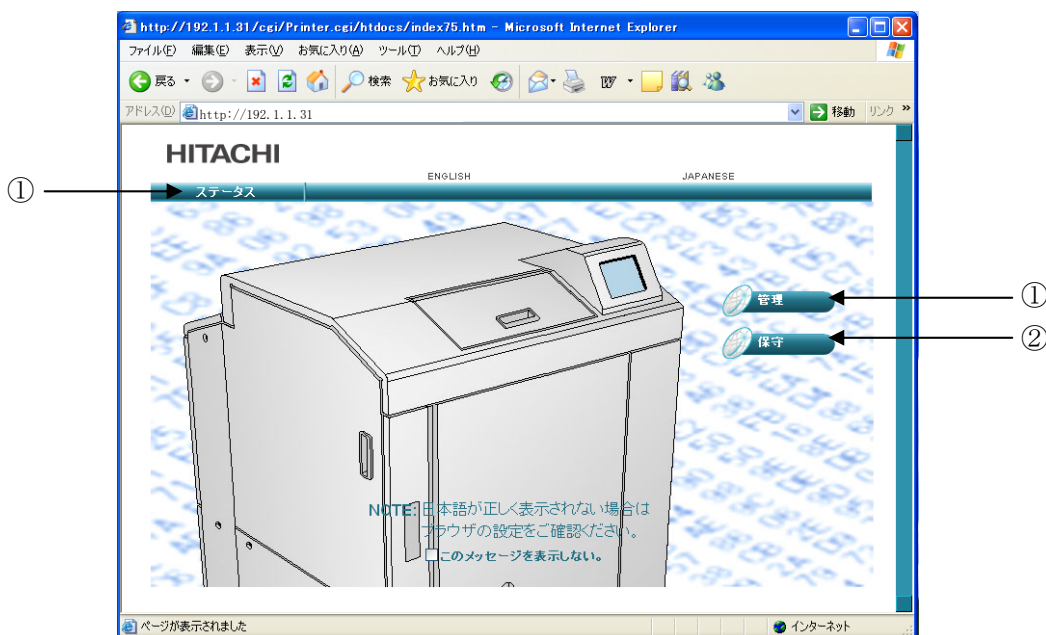 http://192.1.1.31/cgi/Printer.cgi/htdocs/index75.htm - Microsoft Internet Explorer
ファイル(F) 編集(E) 表示(V) お気に入り(A) ツール(T) ヘルプ(H)
戻る 検索 お気に入り
アドレス(D) http://192.1.1.31 移動 リンク »
HITACHI
ENGLISH JAPANESE
① ステータス
管理 ①
保守 ②
NOTE: 日本語が正しく表示されない場合は
ブラウザの設定をご確認ください。
このメッセージを表示しない。
ページが表示されました インターネット